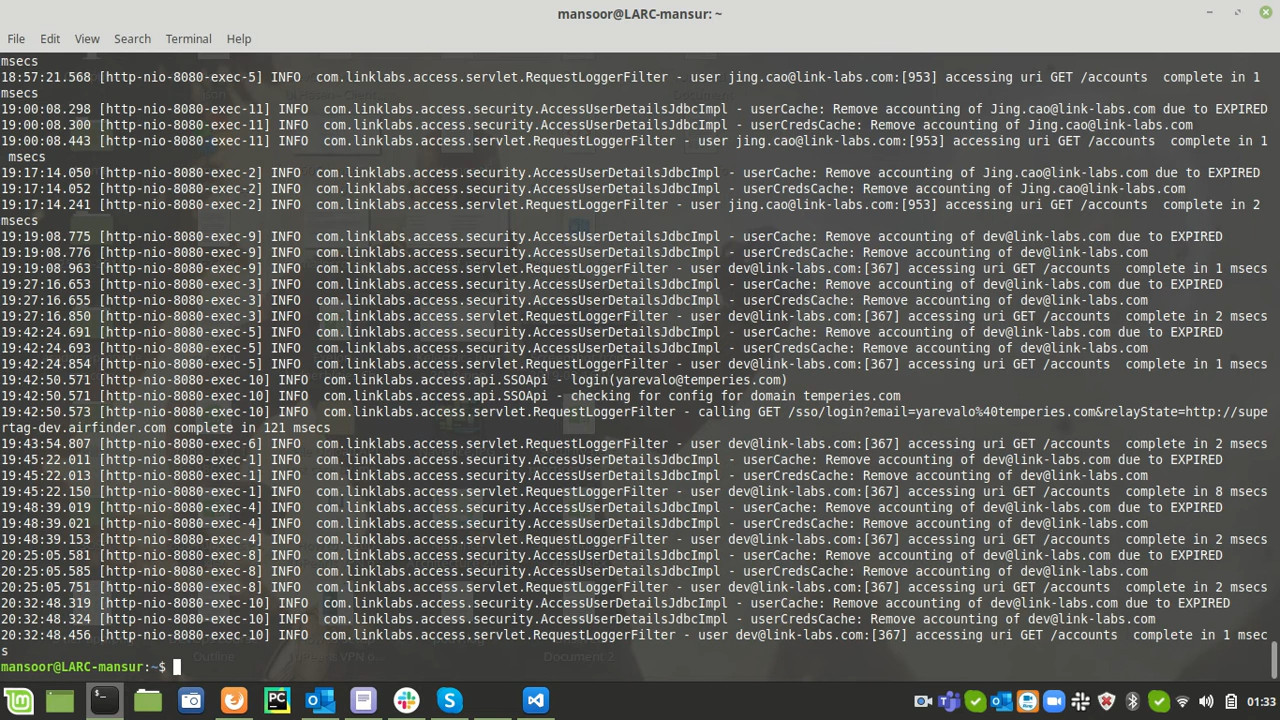 mansoor@LARC-mansur: ~
File Edit View Search Terminal Help
msecs
18:57:21.568 [http-nio-8080-exec-5] INFO  com.linklabs.access.servlet.RequestLoggerFilter - user jing.cao@link-labs.com:[953] accessing uri GET /accounts  complete in 1
msecs
19:00:08.298 [http-nio-8080-exec-11] INFO  com.linklabs.access.security.AccessUserDetailsJdbcImpl - userCache: Remove accounting of Jing.cao@link-labs.com due to EXPIRED
19:00:08.300 [http-nio-8080-exec-11] INFO  com.linklabs.access.security.AccessUserDetailsJdbcImpl - userCredsCache: Remove accounting of Jing.cao@link-labs.com
19:00:08.443 [http-nio-8080-exec-11] INFO  com.linklabs.access.servlet.RequestLoggerFilter - user jing.cao@link-labs.com:[953] accessing uri GET /accounts  complete in 1
msecs
19:17:14.050 [http-nio-8080-exec-2] INFO  com.linklabs.access.security.AccessUserDetailsJdbcImpl - userCache: Remove accounting of Jing.cao@link-labs.com due to EXPIRED
19:17:14.052 [http-nio-8080-exec-2] INFO  com.linklabs.access.security.AccessUserDetailsJdbcImpl - userCredsCache: Remove accounting of Jing.cao@link-labs.com
19:17:14.241 [http-nio-8080-exec-2] INFO  com.linklabs.access.servlet.RequestLoggerFilter - user jing.cao@link-labs.com:[953] accessing uri GET /accounts  complete in 2
msecs
19:19:08.775 [http-nio-8080-exec-9] INFO  com.linklabs.access.security.AccessUserDetailsJdbcImpl - userCache: Remove accounting of dev@link-labs.com due to EXPIRED
19:19:08.776 [http-nio-8080-exec-9] INFO  com.linklabs.access.security.AccessUserDetailsJdbcImpl - userCredsCache: Remove accounting of dev@link-labs.com
19:19:08.963 [http-nio-8080-exec-9] INFO  com.linklabs.access.servlet.RequestLoggerFilter - user dev@link-labs.com:[367] accessing uri GET /accounts  complete in 1 msecs
19:27:16.653 [http-nio-8080-exec-3] INFO  com.linklabs.access.security.AccessUserDetailsJdbcImpl - userCache: Remove accounting of dev@link-labs.com due to EXPIRED
19:27:16.655 [http-nio-8080-exec-3] INFO  com.linklabs.access.security.AccessUserDetailsJdbcImpl - userCredsCache: Remove accounting of dev@link-labs.com
19:27:16.850 [http-nio-8080-exec-3] INFO  com.linklabs.access.servlet.RequestLoggerFilter - user dev@link-labs.com:[367] accessing uri GET /accounts  complete in 2 msecs
19:42:24.691 [http-nio-8080-exec-5] INFO  com.linklabs.access.security.AccessUserDetailsJdbcImpl - userCache: Remove accounting of dev@link-labs.com due to EXPIRED
19:42:24.693 [http-nio-8080-exec-5] INFO  com.linklabs.access.security.AccessUserDetailsJdbcImpl - userCredsCache: Remove accounting of dev@link-labs.com
19:42:24.854 [http-nio-8080-exec-5] INFO  com.linklabs.access.servlet.RequestLoggerFilter - user dev@link-labs.com:[367] accessing uri GET /accounts  complete in 1 msecs
19:42:50.571 [http-nio-8080-exec-10] INFO  com.linklabs.access.api.SSOApi - login(yarevalo@temperies.com)
19:42:50.571 [http-nio-8080-exec-10] INFO  com.linklabs.access.api.SSOApi - checking for config for domain temperies.com
19:42:50.573 [http-nio-8080-exec-10] INFO  com.linklabs.access.servlet.RequestLoggerFilter - calling GET /sso/login?email=yarevalo%40temperies.com&relayState=http://supe
rtag-dev.airfinder.com complete in 121 msecs
19:43:54.807 [http-nio-8080-exec-6] INFO  com.linklabs.access.servlet.RequestLoggerFilter - user dev@link-labs.com:[367] accessing uri GET /accounts  complete in 2 msecs
19:45:22.011 [http-nio-8080-exec-1] INFO  com.linklabs.access.security.AccessUserDetailsJdbcImpl - userCache: Remove accounting of dev@link-labs.com due to EXPIRED
19:45:22.013 [http-nio-8080-exec-1] INFO  com.linklabs.access.security.AccessUserDetailsJdbcImpl - userCredsCache: Remove accounting of dev@link-labs.com
19:45:22.150 [http-nio-8080-exec-1] INFO  com.linklabs.access.servlet.RequestLoggerFilter - user dev@link-labs.com:[367] accessing uri GET /accounts  complete in 8 msecs
19:48:39.019 [http-nio-8080-exec-4] INFO  com.linklabs.access.security.AccessUserDetailsJdbcImpl - userCache: Remove accounting of dev@link-labs.com due to EXPIRED
19:48:39.021 [http-nio-8080-exec-4] INFO  com.linklabs.access.security.AccessUserDetailsJdbcImpl - userCredsCache: Remove accounting of dev@link-labs.com
19:48:39.153 [http-nio-8080-exec-4] INFO  com.linklabs.access.servlet.RequestLoggerFilter - user dev@link-labs.com:[367] accessing uri GET /accounts  complete in 2 msecs
20:25:05.581 [http-nio-8080-exec-8] INFO  com.linklabs.access.security.AccessUserDetailsJdbcImpl - userCache: Remove accounting of dev@link-labs.com due to EXPIRED
20:25:05.585 [http-nio-8080-exec-8] INFO  com.linklabs.access.security.AccessUserDetailsJdbcImpl - userCredsCache: Remove accounting of dev@link-labs.com
20:25:05.751 [http-nio-8080-exec-8] INFO  com.linklabs.access.servlet.RequestLoggerFilter - user dev@link-labs.com:[367] accessing uri GET /accounts  complete in 2 msecs
20:32:48.319 [http-nio-8080-exec-10] INFO  com.linklabs.access.security.AccessUserDetailsJdbcImpl - userCache: Remove accounting of dev@link-labs.com due to EXPIRED
20:32:48.324 [http-nio-8080-exec-10] INFO  com.linklabs.access.security.AccessUserDetailsJdbcImpl - userCredsCache: Remove accounting of dev@link-labs.com
20:32:48.456 [http-nio-8080-exec-10] INFO  com.linklabs.access.servlet.RequestLoggerFilter - user dev@link-labs.com:[367] accessing uri GET /accounts  complete in 1 msec
s
mansoor@LARC-mansur:~$
01:33